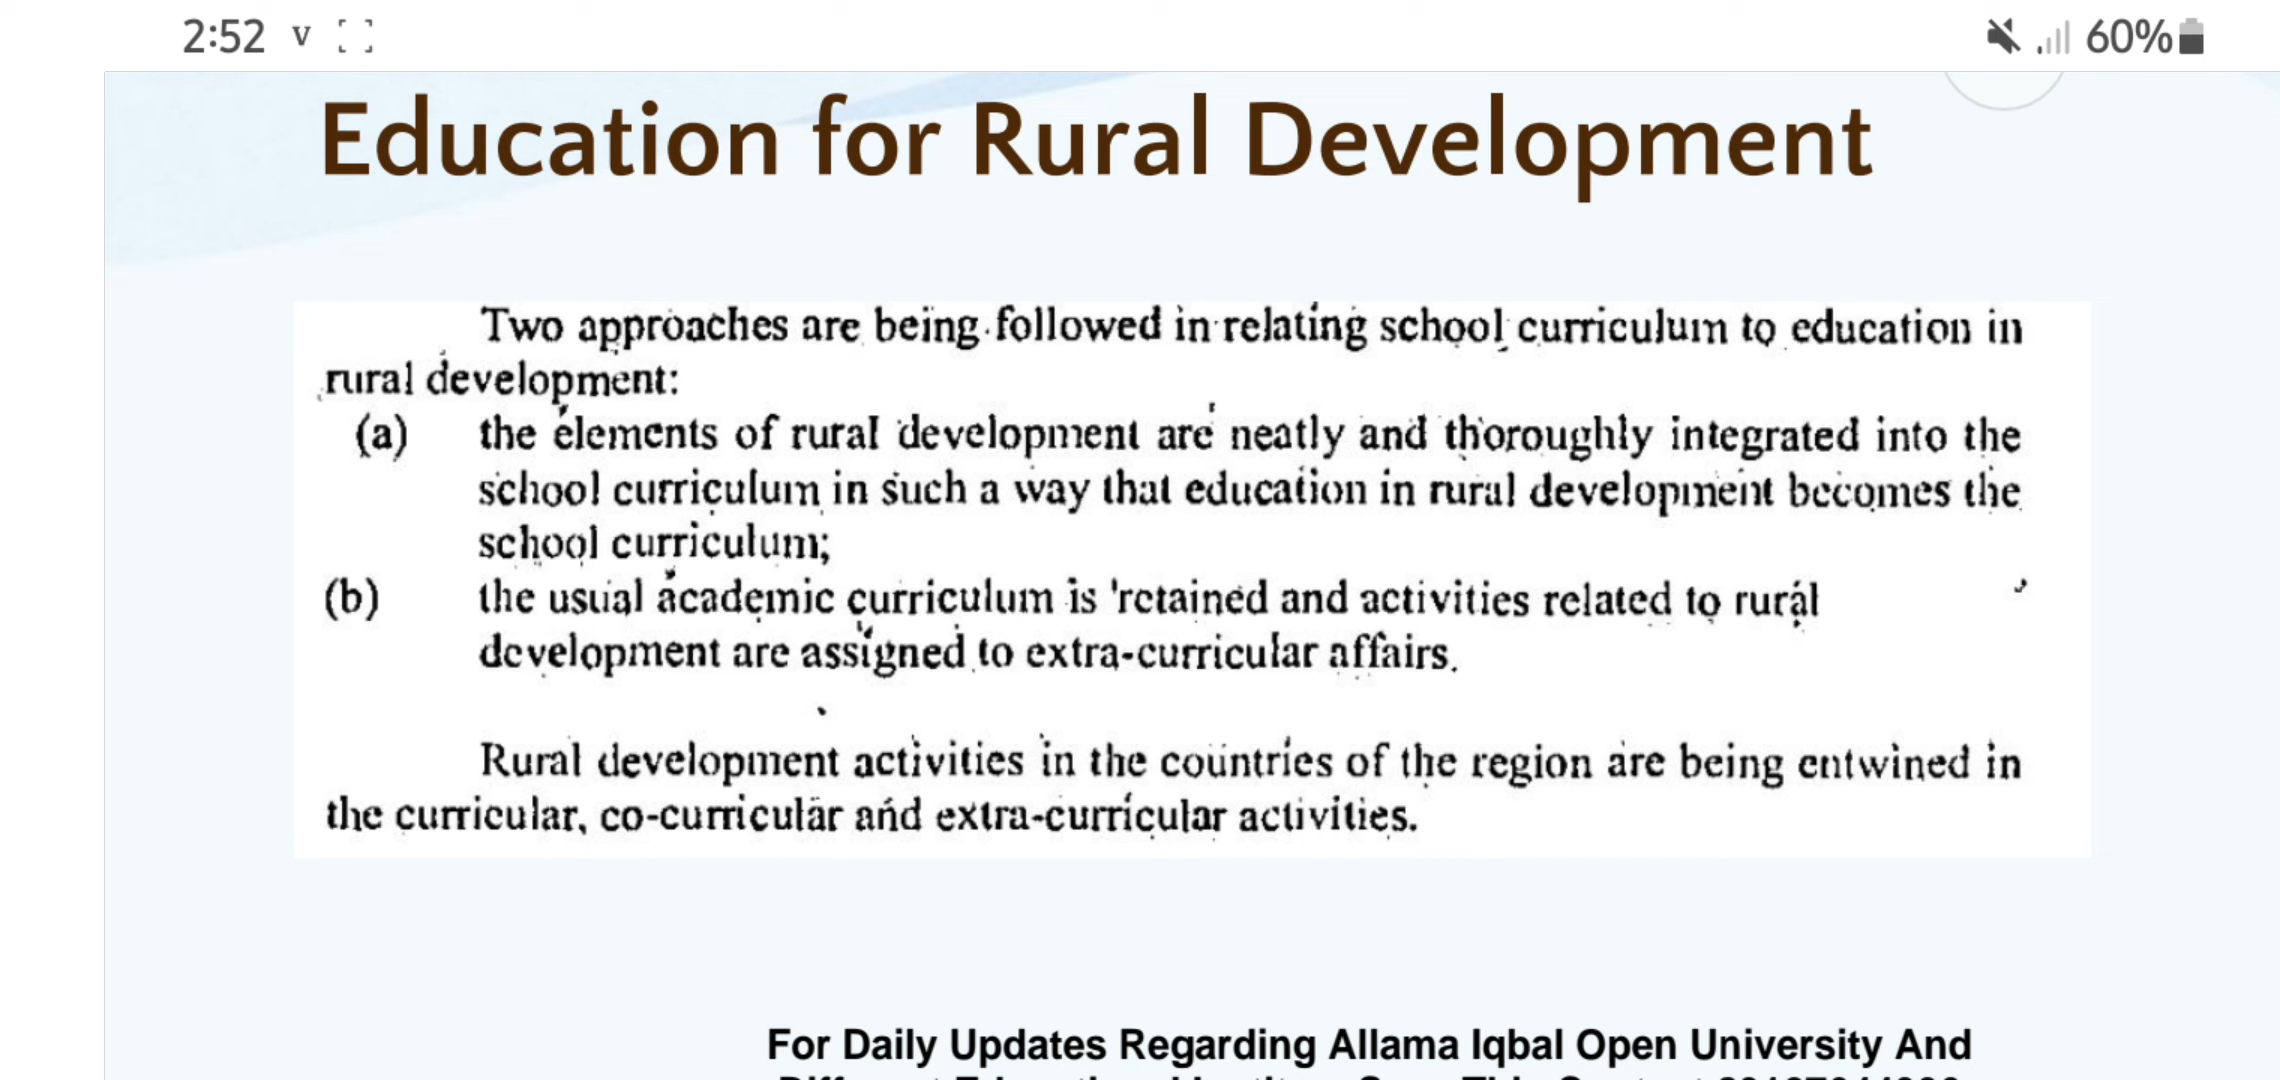 2:52 v
60%
Education for Rural Development
Two approaches are being followed in relating school curriculum to education in
rural development:
(a) the elements of rural development are neatly and thoroughly integrated into the
school curriculum in such a way that education in rural development becomes the
school curriculum;
(b) the usual academic curriculum is retained and activities related to rural
development are assigned to extra-curricular affairs.
Rural development activities in the countries of the region are being entwined in
the curricular, co-curricular and extra-curricular activities.
For Daily Updates Regarding Allama Iqbal Open University And